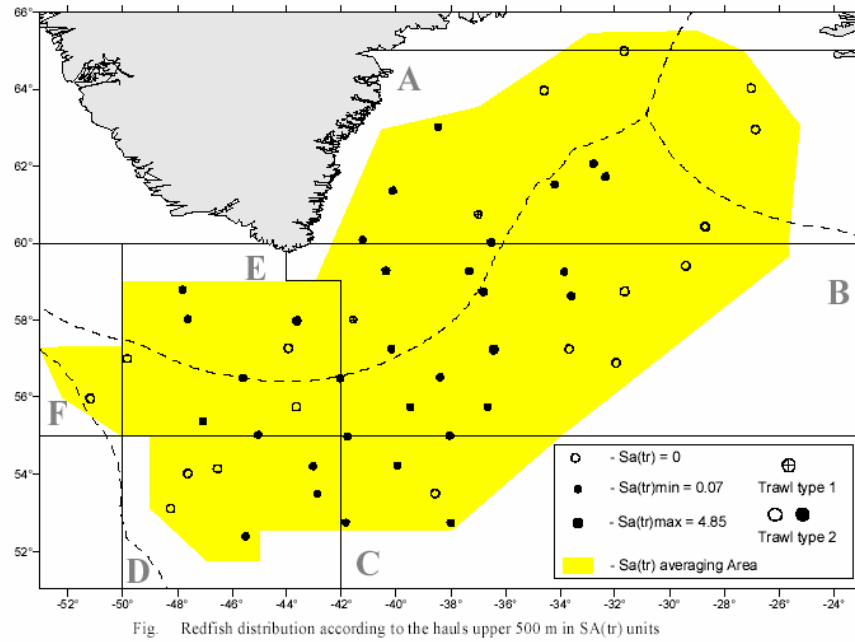 66°
64°
62°
60°
58°
56°
54°
52°
A
B
E
F
D
C
- Sa(tr) = 0
- Sa(tr)min = 0.07
- Sa(tr)max = 4.85
- Sa(tr) averaging Area
Trawl type 1
Trawl type 2
-52° -50° -48° -46° -44° -42° -40° -38° -36° -34° -32° -30° -28° -26° -24°
Fig. Redfish distribution according to the hauls upper 500 m in SA(tr) units